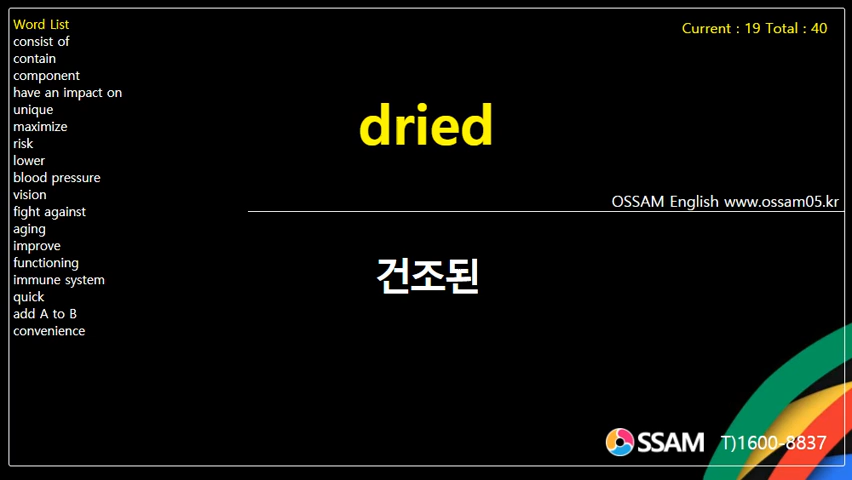 Word List
consist of
contain
component
have an impact on
unique
maximize
risk
lower
blood pressure
vision
fight against
aging
improve
functioning
immune system
quick
add A to B
convenience
Current : 19 Total : 40
dried
OSSAM English www.ossam05.kr
건조된
OSSAM T)1600-8837